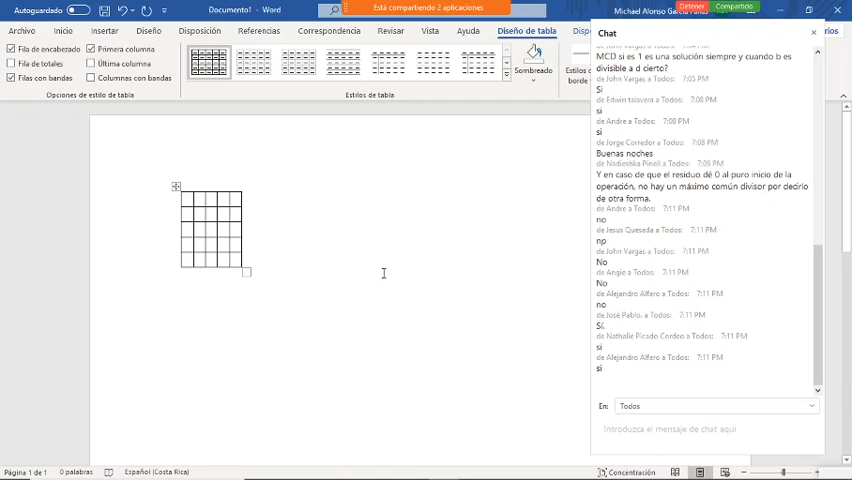 Autoguardado
Documento1 - Word
Está compartiendo 2 aplicaciones
Michael Alonso García
Detener
Compartido
Archivo
Inicio
Insertar
Diseño
Disposición
Referencias
Correspondencia
Revisar
Vista
Ayuda
Diseño de tabla
Fila de encabezado
Primera columna
Fila de totales
Última columna
Filas con bandas
Columnas con bandas
Opciones de estilo de tabla
Estilos de tabla
Sombreado
Estilos de
borde
Chat
MCD si es 1 es una solución siempre y cuando b es
divisible a d cierto?
de John Vargas a Todos: 7:05 PM
Si
de Edwin talavera a Todos: 7:08 PM
si
de Andre a Todos: 7:08 PM
si
de Jorge Corredor a Todos: 7:08 PM
Buenas noches
de Nadieshka Pinell a Todos: 7:09 PM
Y en caso de que el residuo dé 0 al puro inicio de la
operación, no hay un máximo común divisor por decirlo
de otra forma.
de Andre a Todos: 7:11 PM
no
de Jesus Quesada a Todos: 7:11 PM
np
de John Vargas a Todos: 7:11 PM
No
de Angie a Todos: 7:11 PM
No
de Alejandro Alfaro a Todos: 7:11 PM
no
de José Pablo. a Todos: 7:11 PM
Sí.
de Nathalie Picado Cordeo a Todos: 7:11 PM
si
de Alejandro Alfaro a Todos: 7:11 PM
si
En:
Todos
Introduzca el mensaje de chat aquí
Página 1 de 1
0 palabras
Español (Costa Rica)
Concentración